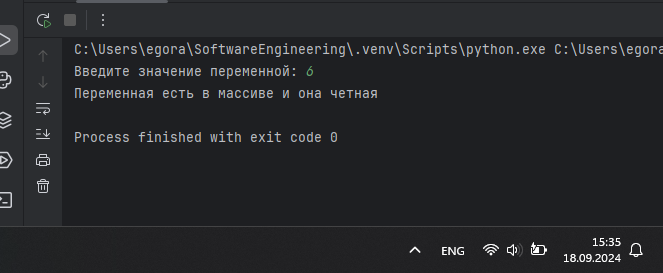 C:\Users\egora\SoftwareEngineering\.venv\Scripts\python.exe C:\Users\egora
Введите значение переменной: 6
Переменная есть в массиве и она четная
Process finished with exit code 0
ENG
15:35
18.09.2024